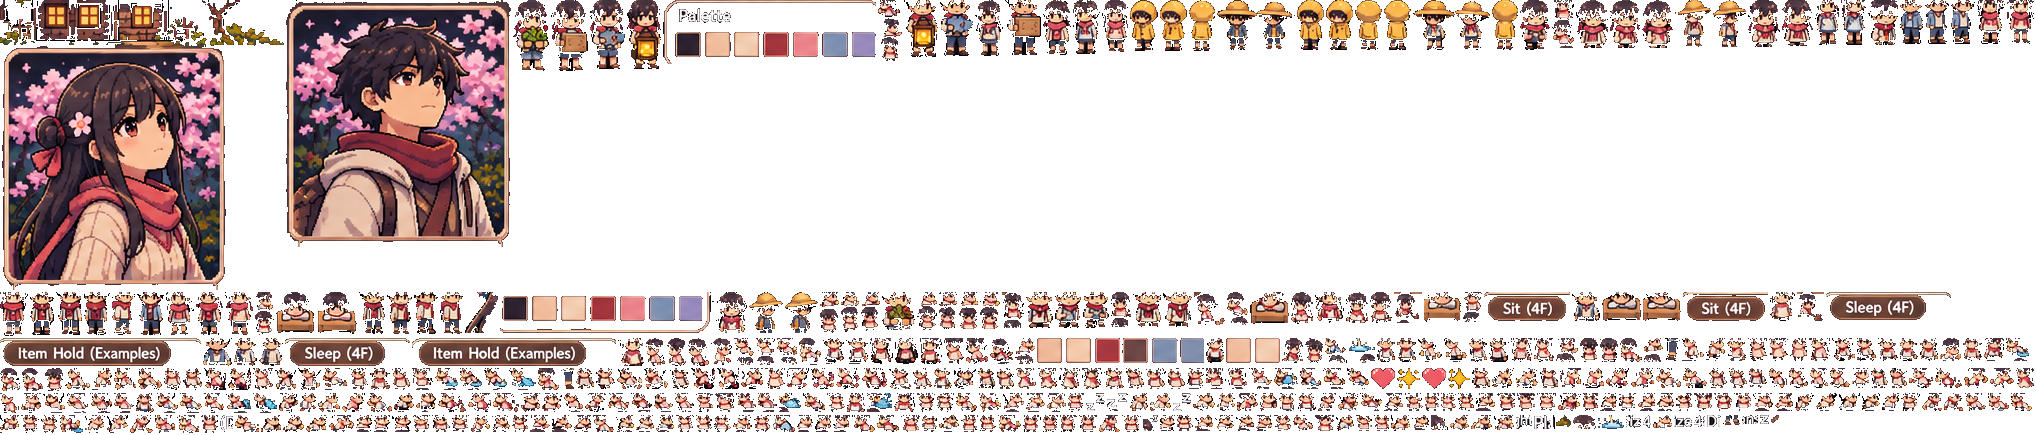 Palette
Sit (4F)
Sit (4F)
Sleep (4F)
Item Hold (Examples)
Sleep (4F)
Item Hold (Examples)